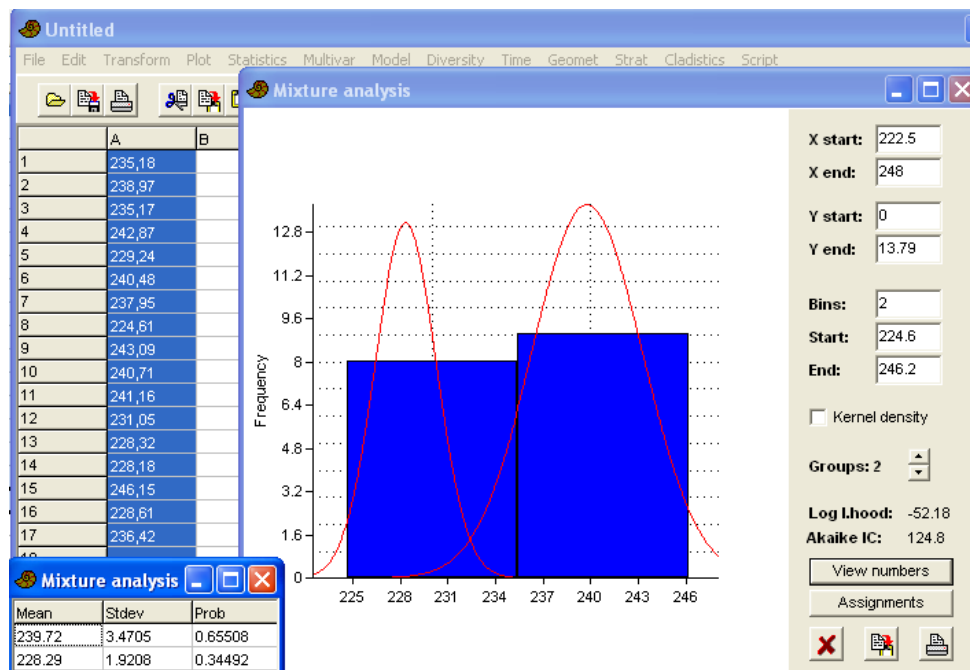 Untitled
File Edit Transform Plot Statistics Multivar Model Diversity Time Geomet Strat Cladistics Script
A B
1 235,18
2 238,97
3 235,17
4 242,87
5 229,24
6 240,48
7 237,95
8 224,61
9 243,09
10 240,71
11 241,16
12 231,05
13 228,32
14 228,18
15 246,15
16 228,61
17 236,42
Mixture analysis
Frequency
12.8
11.2
9.6
8
6.4
4.8
3.2
1.6
0
225 228 231 234 237 240 243 246
X start: 222.5
X end: 248
Y start: 0
Y end: 13.79
Bins: 2
Start: 224.6
End: 246.2
Kernel density
Groups: 2
Log l.hood: -52.18
Akaike IC: 124.8
View numbers
Assignments
Mixture analysis
Mean Stdev Prob
239.72 3.4705 0.65508
228.29 1.9208 0.34492